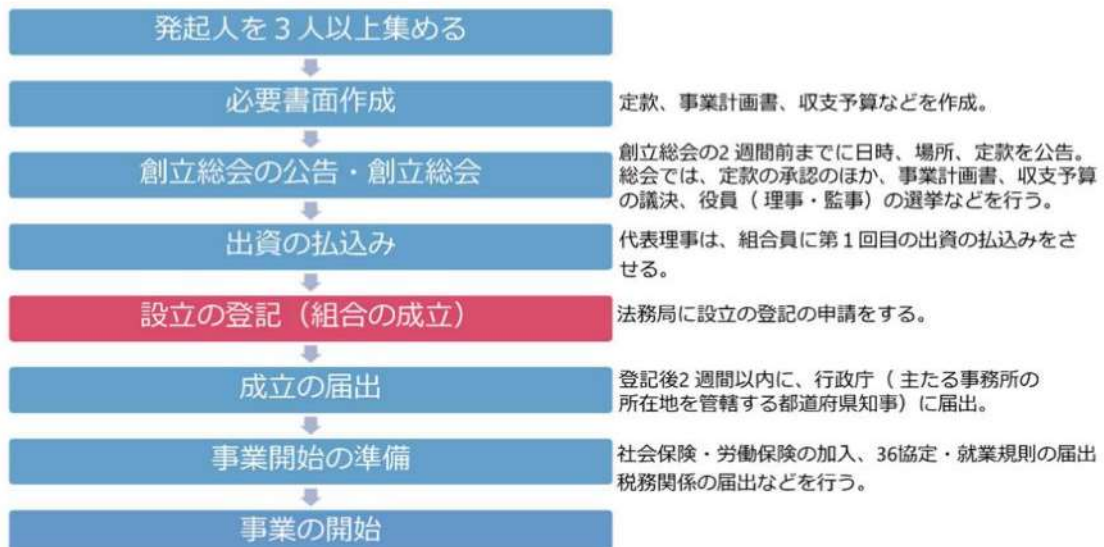 発起人を３人以上集める
必要書面作成
定款、事業計画書、収支予算などを作成。
創立総会の公告・創立総会
創立総会の2 週間前までに日時、場所、定款を公告。
総会では、定款の承認のほか、事業計画書、収支予算
の議決、役員（ 理事・監事）の選挙などを行う。
出資の払込み
代表理事は、組合員に第１回目の出資の払込みをさ
せる。
設立の登記（組合の成立）
法務局に設立の登記の申請をする。
成立の届出
登記後2 週間以内に、行政庁（ 主たる事務所の
所在地を管轄する都道府県知事）に届出。
事業開始の準備
社会保険・労働保険の加入、36協定・就業規則の届出
税務関係の届出などを行う。
事業の開始